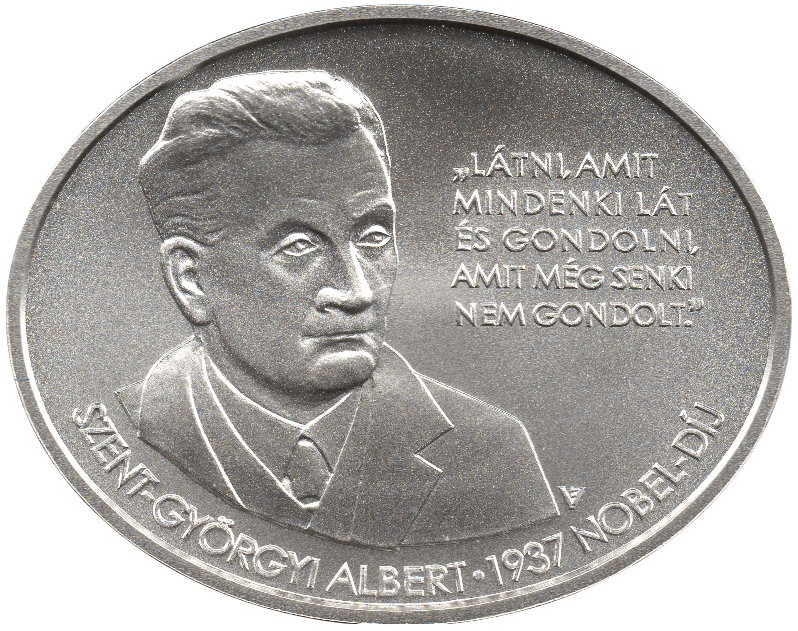 „LÁTNI, AMIT
MINDENKI LÁT
ÉS GONDOLNI,
AMIT MÉG SENKI
NEM GONDOLT.”
SZENT-GYÖRGYI ALBERT · 1937 NOBEL-DÍJ